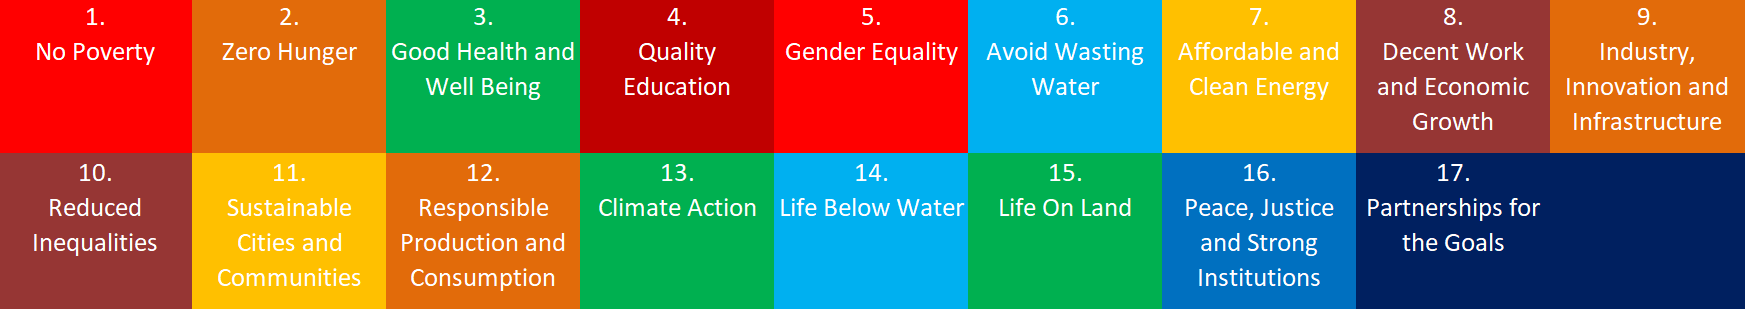 1.
No Poverty
2.
Zero Hunger
3.
Good Health and
Well Being
4.
Quality
Education
5.
Gender Equality
6.
Avoid Wasting
Water
7.
Affordable and
Clean Energy
8.
Decent Work
and Economic
Growth
9.
Industry,
Innovation and
Infrastructure
10.
Reduced
Inequalities
11.
Sustainable
Cities and
Communities
12.
Responsible
Production and
Consumption
13.
Climate Action
14.
Life Below Water
15.
Life On Land
16.
Peace, Justice
and Strong
Institutions
17.
Partnerships for
the Goals